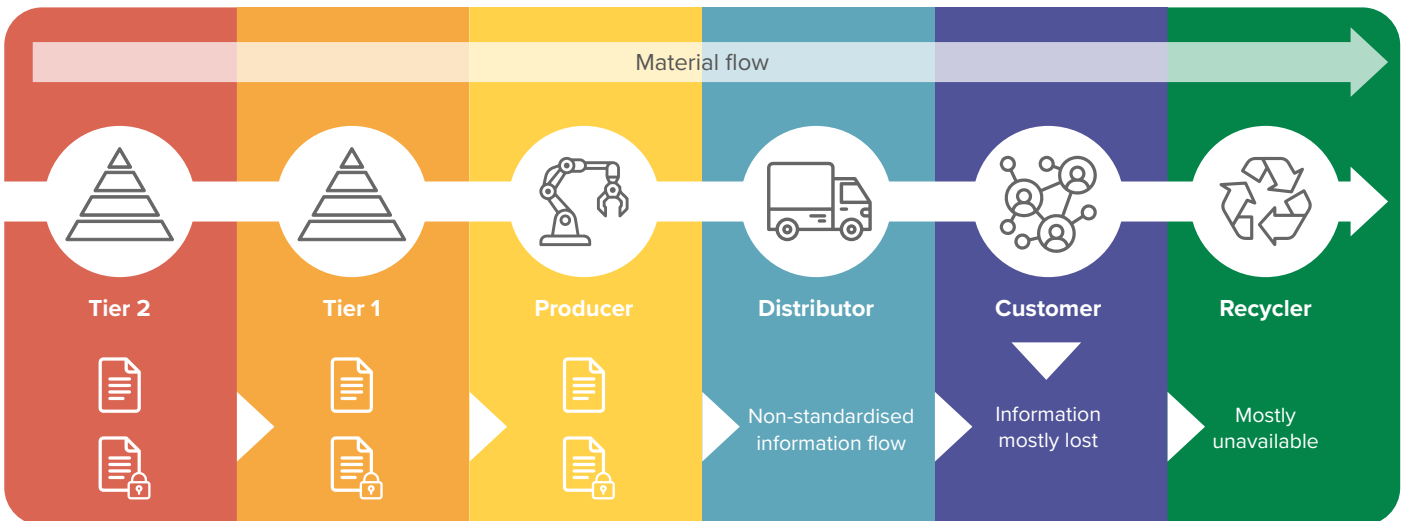 Material flow
Tier 2
Tier 1
Producer
Distributor
Customer
Recycler
Non-standardised
information flow
Information
mostly lost
Mostly
unavailable